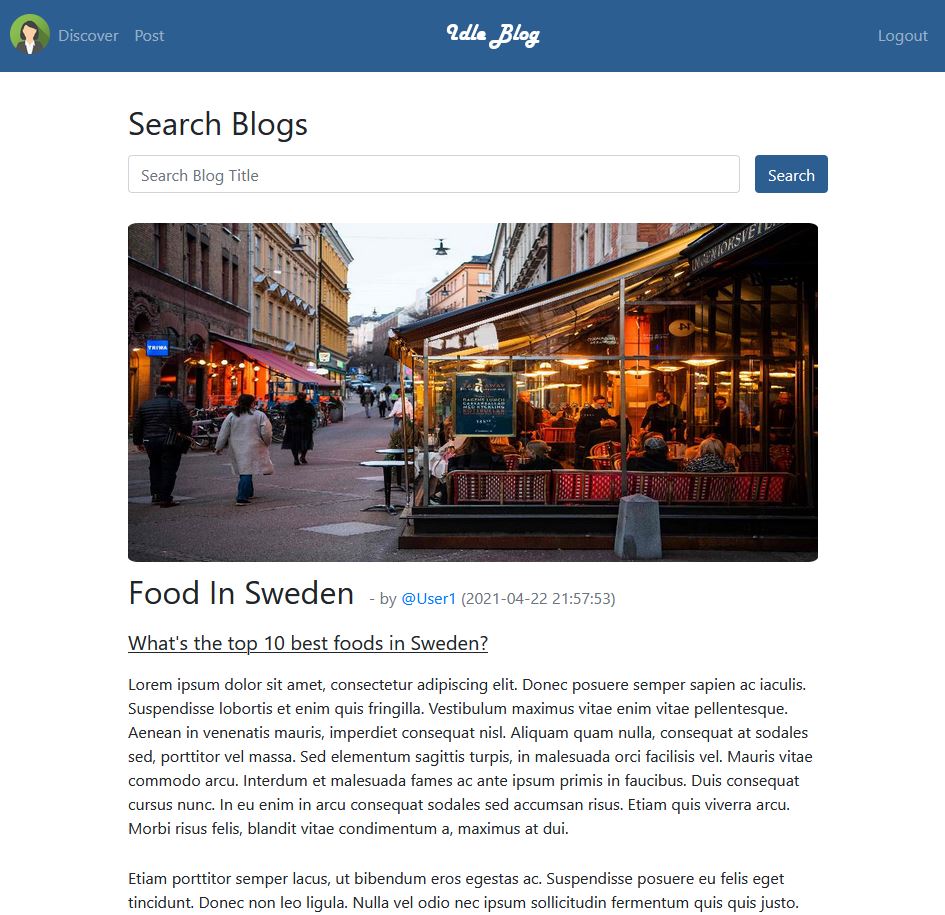 Discover Post Idle Blog Logout
Search Blogs
Search Blog Title Search
TRIWA
Food In Sweden - by @User1 (2021-04-22 21:57:53)
What's the top 10 best foods in Sweden?
Lorem ipsum dolor sit amet, consectetur adipiscing elit. Donec posuere semper sapien ac iaculis.
Suspendisse lobortis et enim quis fringilla. Vestibulum maximus vitae enim vitae pellentesque.
Aenean in venenatis mauris, imperdiet consequat nisl. Aliquam quam nulla, consequat at sodales
sed, porttitor vel massa. Sed elementum sagittis turpis, in malesuada orci facilisis vel. Mauris vitae
commodo arcu. Interdum et malesuada fames ac ante ipsum primis in faucibus. Duis consequat
cursus nunc. In eu enim in arcu consequat sodales sed accumsan risus. Etiam quis viverra arcu.
Morbi risus felis, blandit vitae condimentum a, maximus at dui.
Etiam porttitor semper lacus, ut bibendum eros egestas ac. Suspendisse posuere eu felis eget
tincidunt. Donec non leo ligula. Nulla vel odio nec ipsum sollicitudin fermentum quis quis justo.